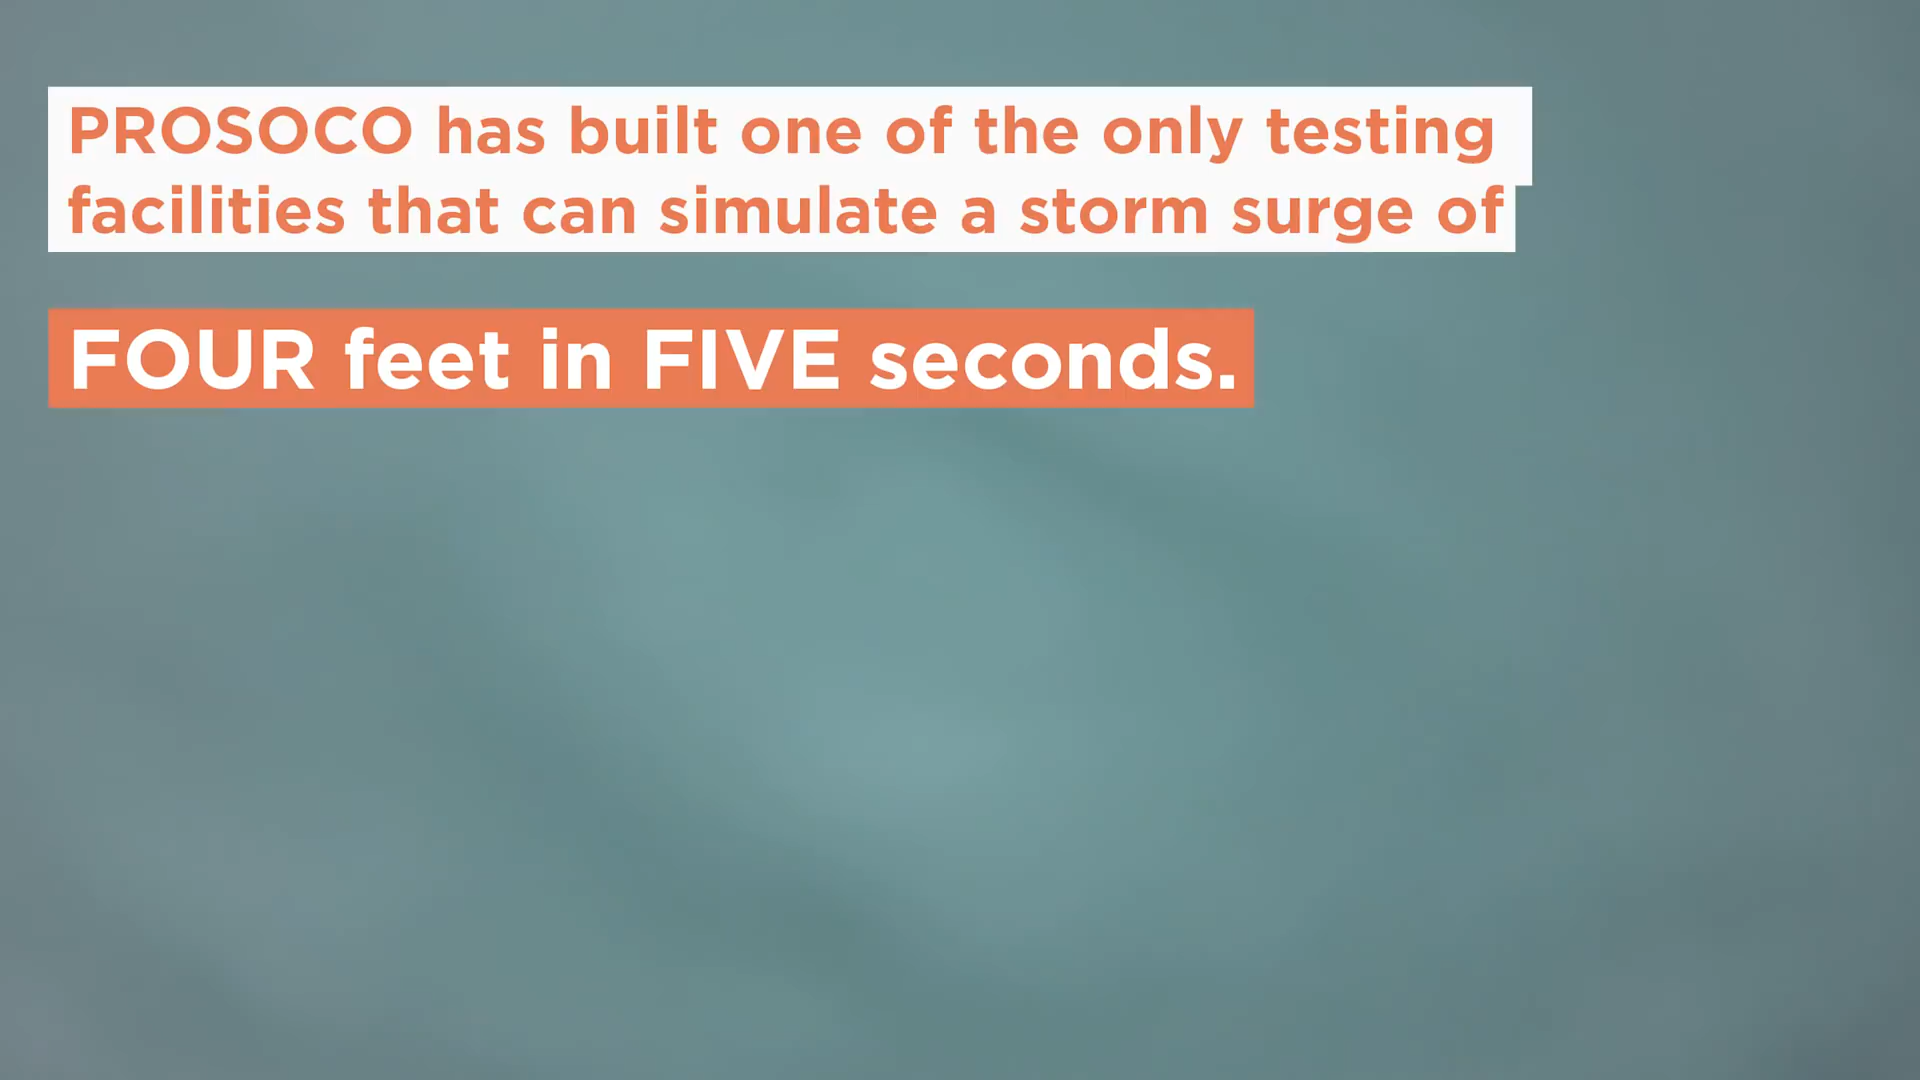 PROSOCO has built one of the only testing
facilities that can simulate a storm surge of
FOUR feet in FIVE seconds.